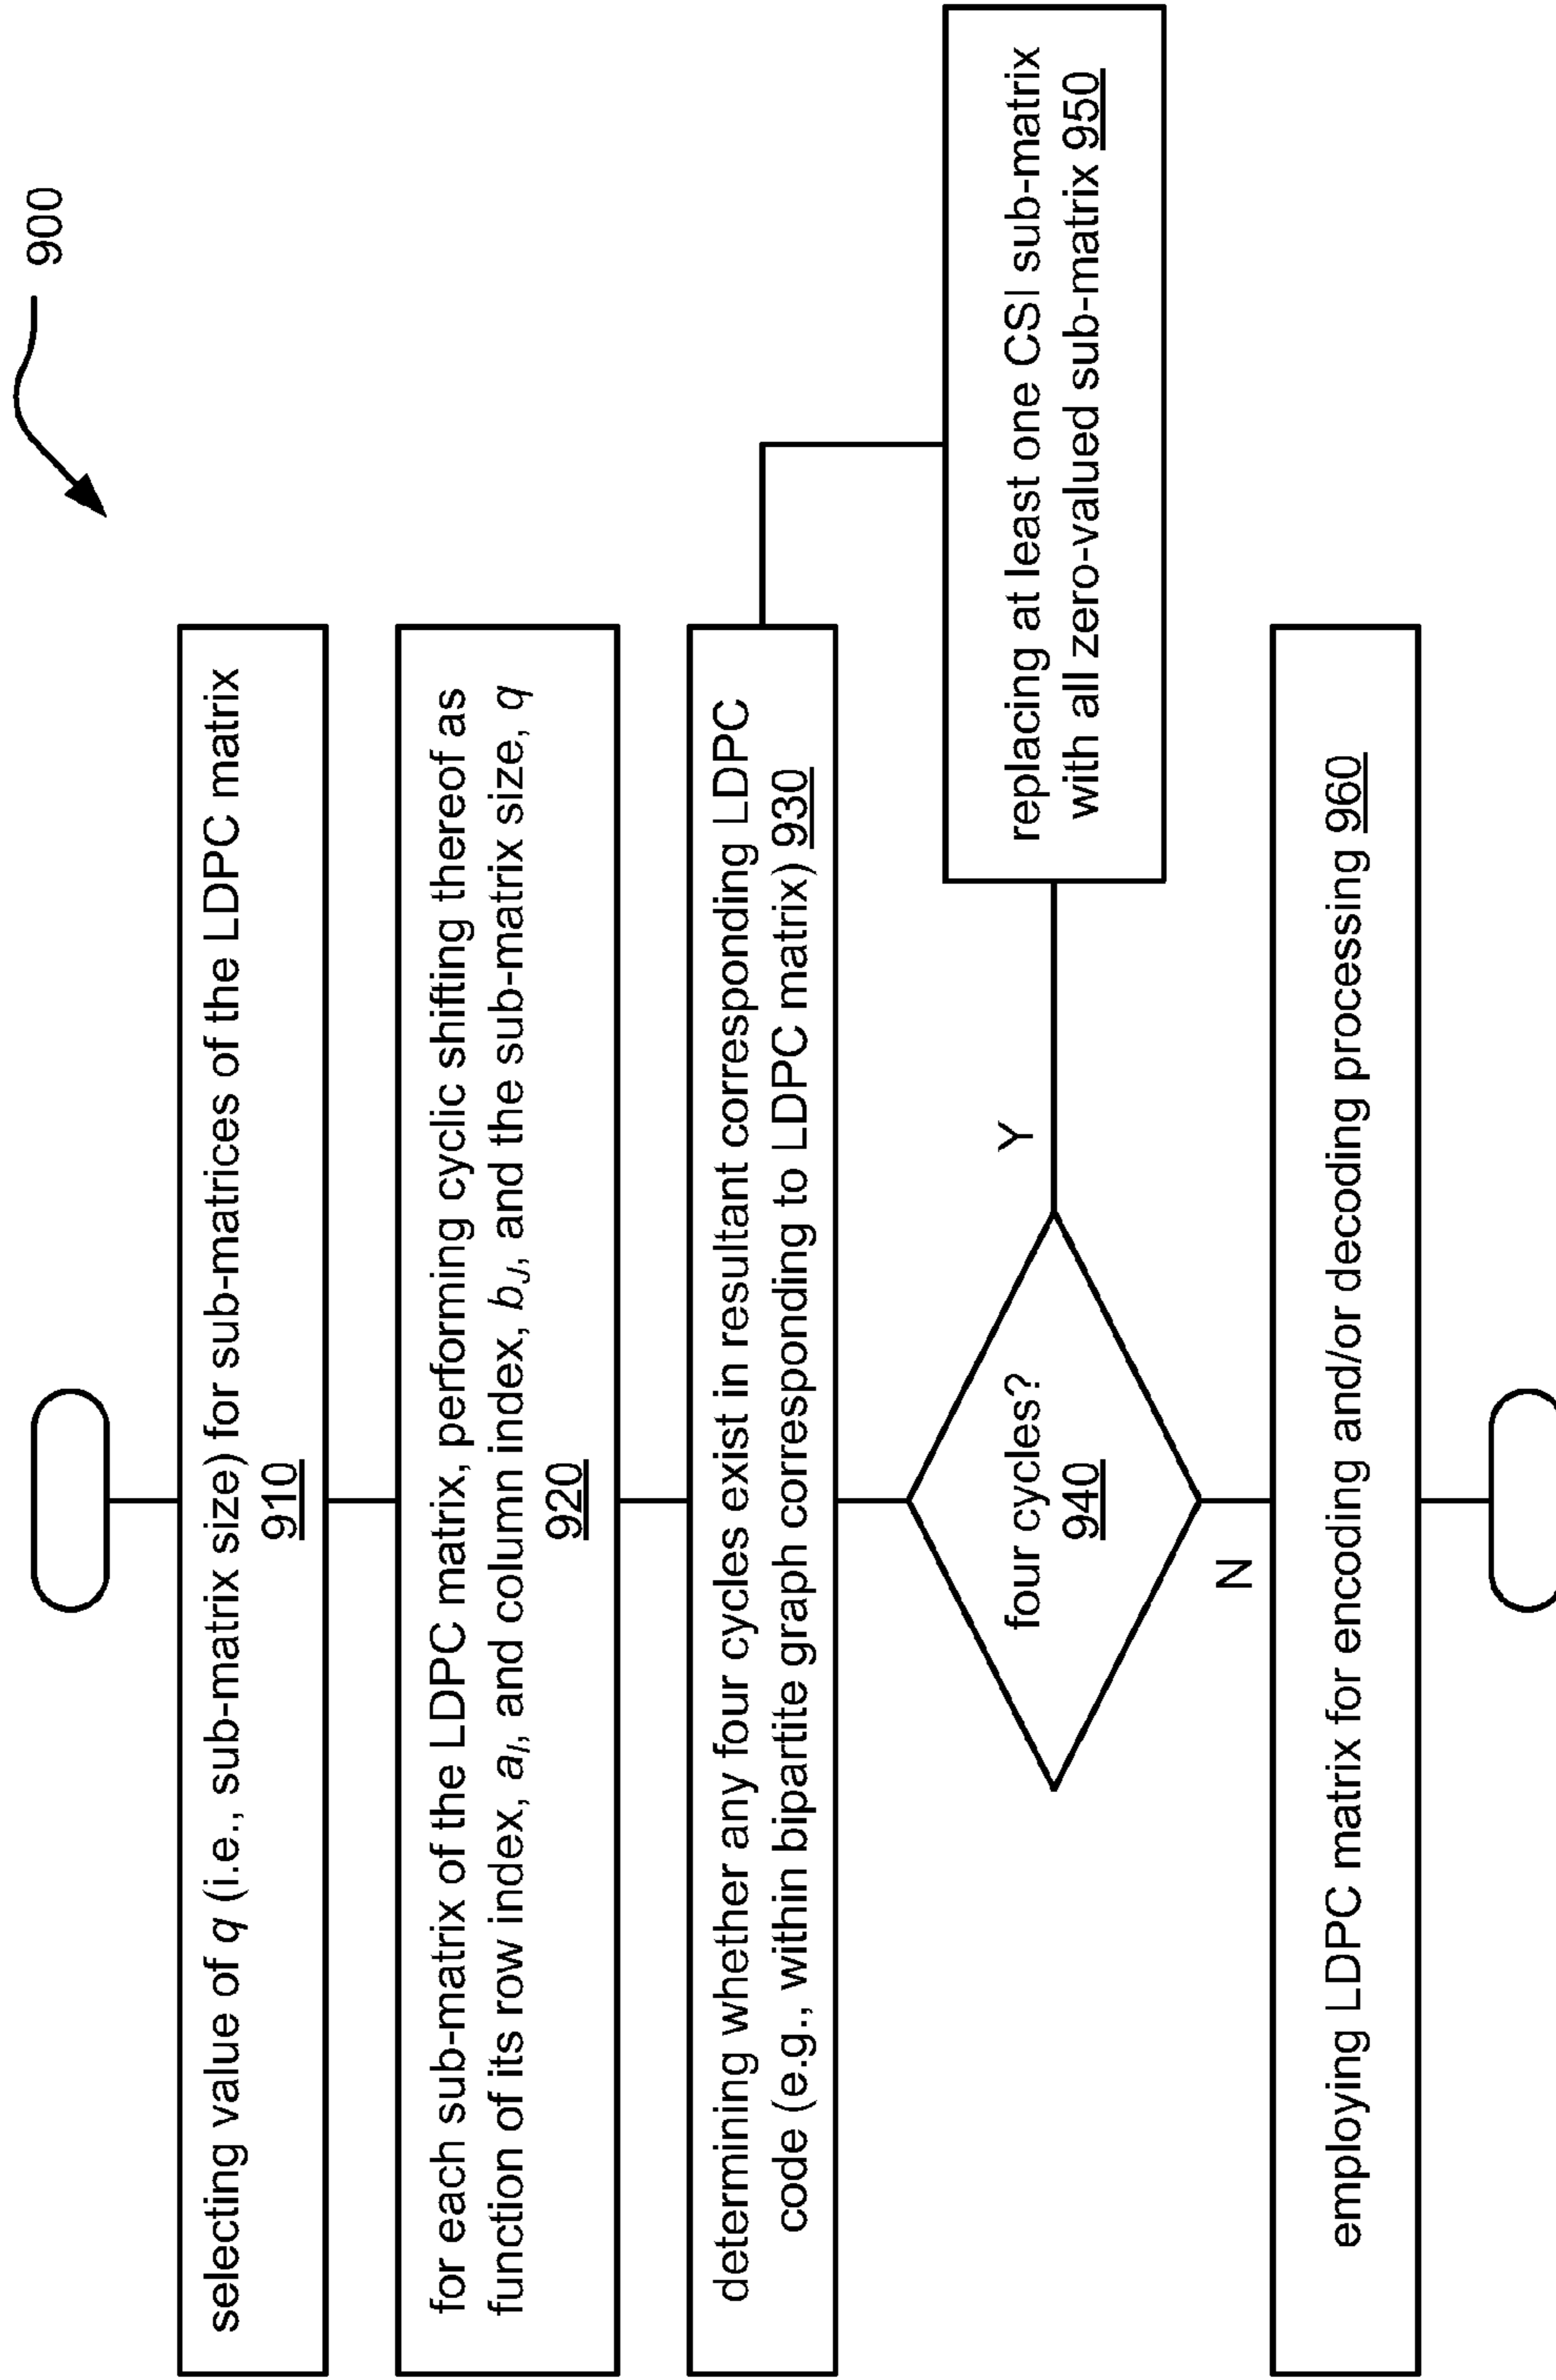 900
selecting value of q (i.e., sub-matrix size) for sub-matrices of the LDPC matrix
910
for each sub-matrix of the LDPC matrix, performing cyclic shifting thereof as
function of its row index, a_I, and column index, b_J, and the sub-matrix size, q
920
determining whether any four cycles exist in resultant corresponding LDPC
code (e.g., within bipartite graph corresponding to LDPC matrix) 930
four cycles?
940
Y
N
replacing at least one CSI sub-matrix
with all zero-valued sub-matrix 950
employing LDPC matrix for encoding and/or decoding processing 960